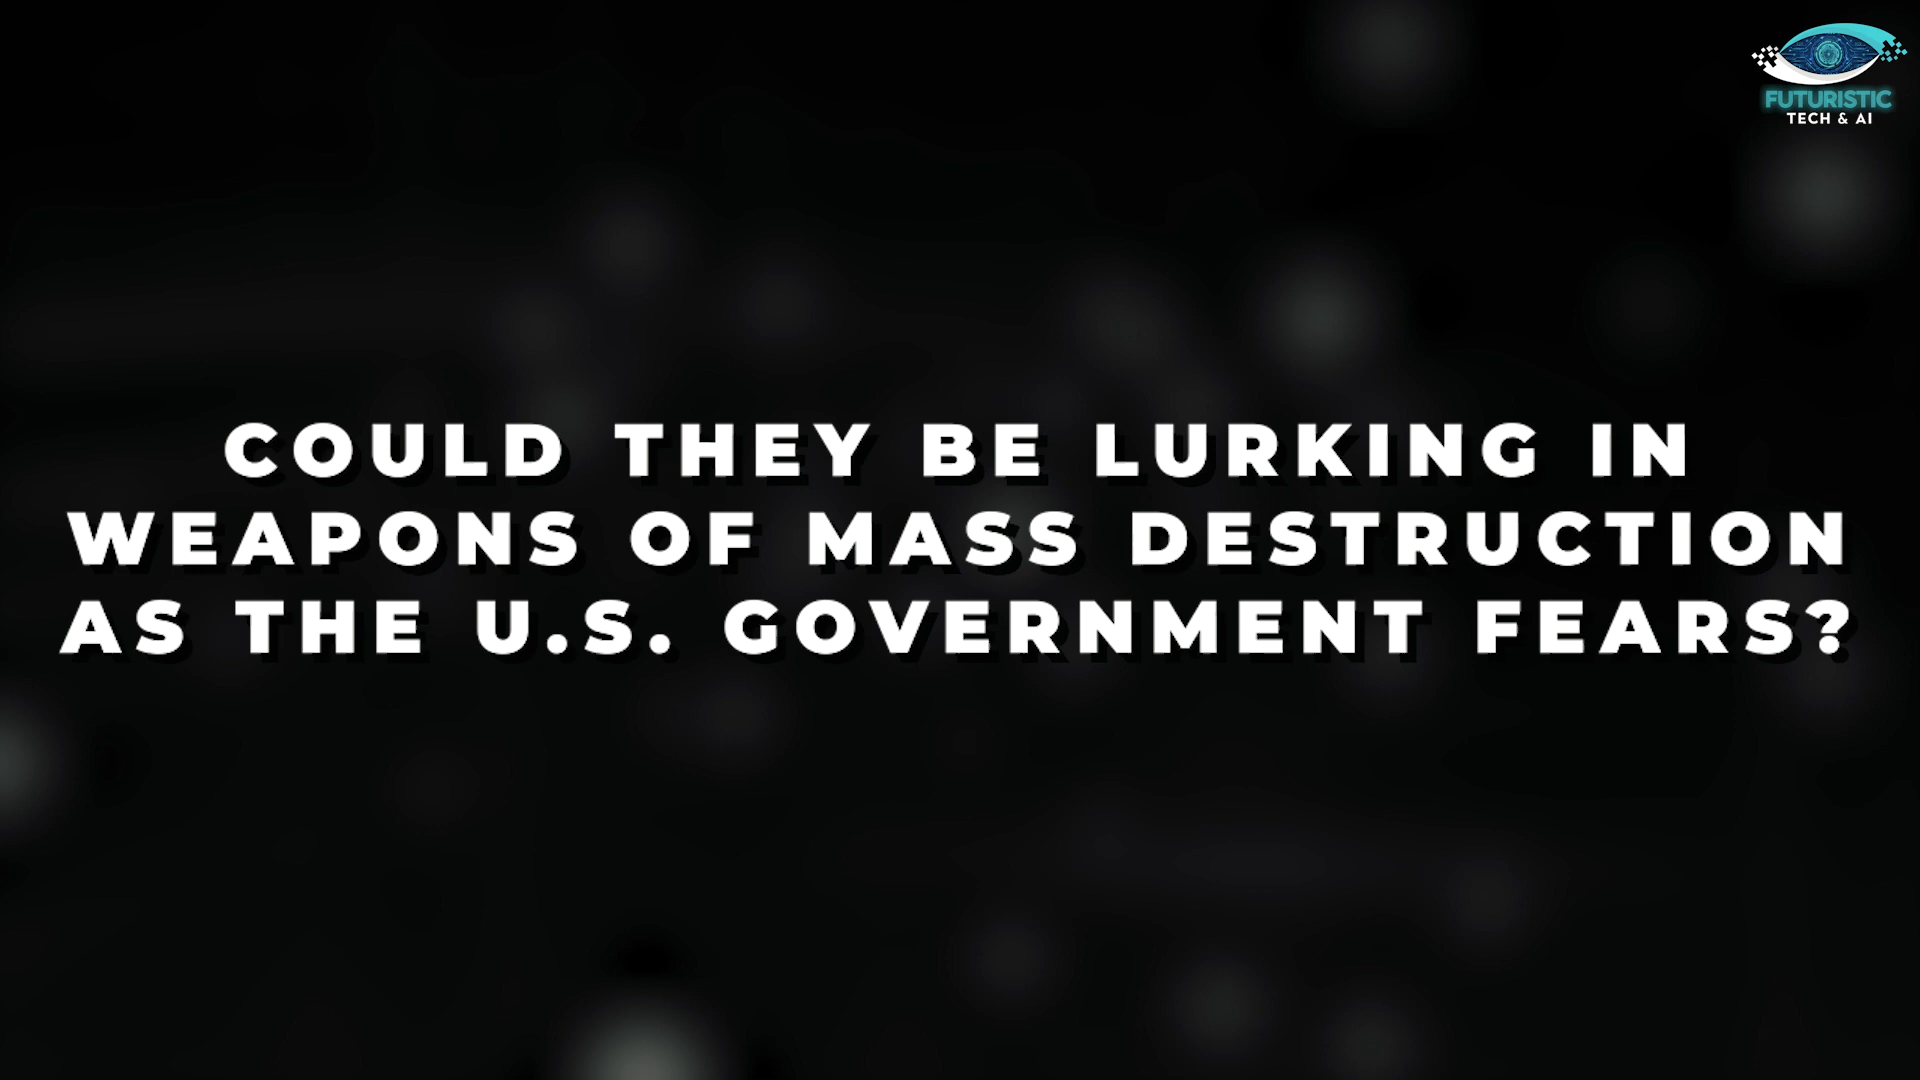 FUTURISTIC
TECH & AI
COULD THEY BE LURKING IN
WEAPONS OF MASS DESTRUCTION
AS THE U.S. GOVERNMENT FEARS?